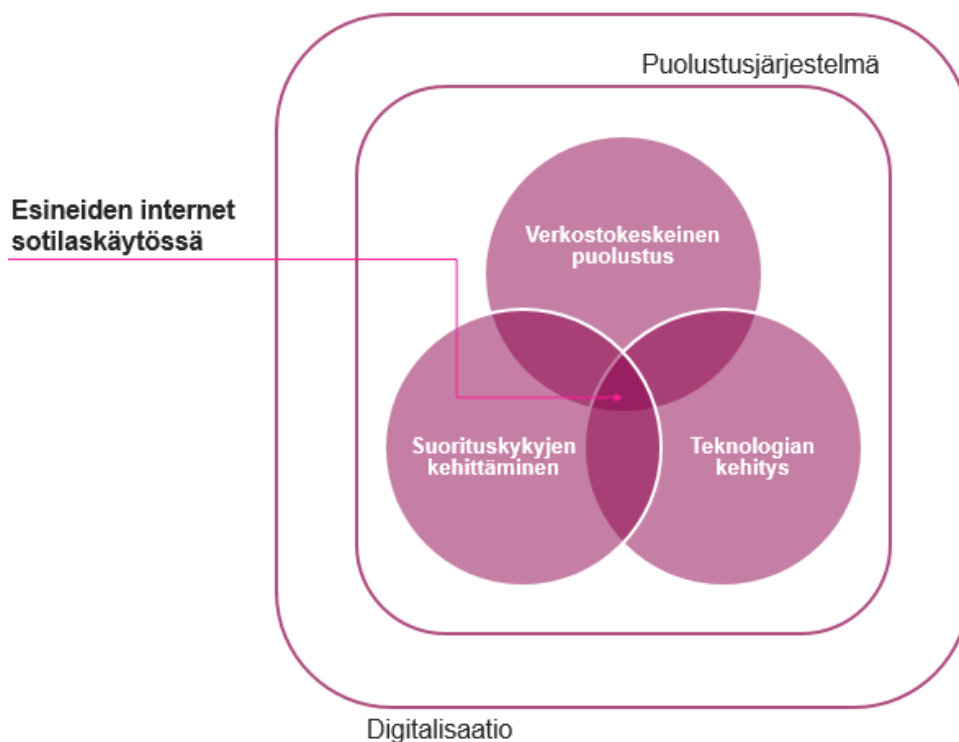 Puolustusjärjestelmä
Esineiden internet
sotilaskäytössä
Verkostokeskeinen
puolustus
Suorituskykyjen
kehittäminen
Teknologian
kehitys
Digitalisaatio